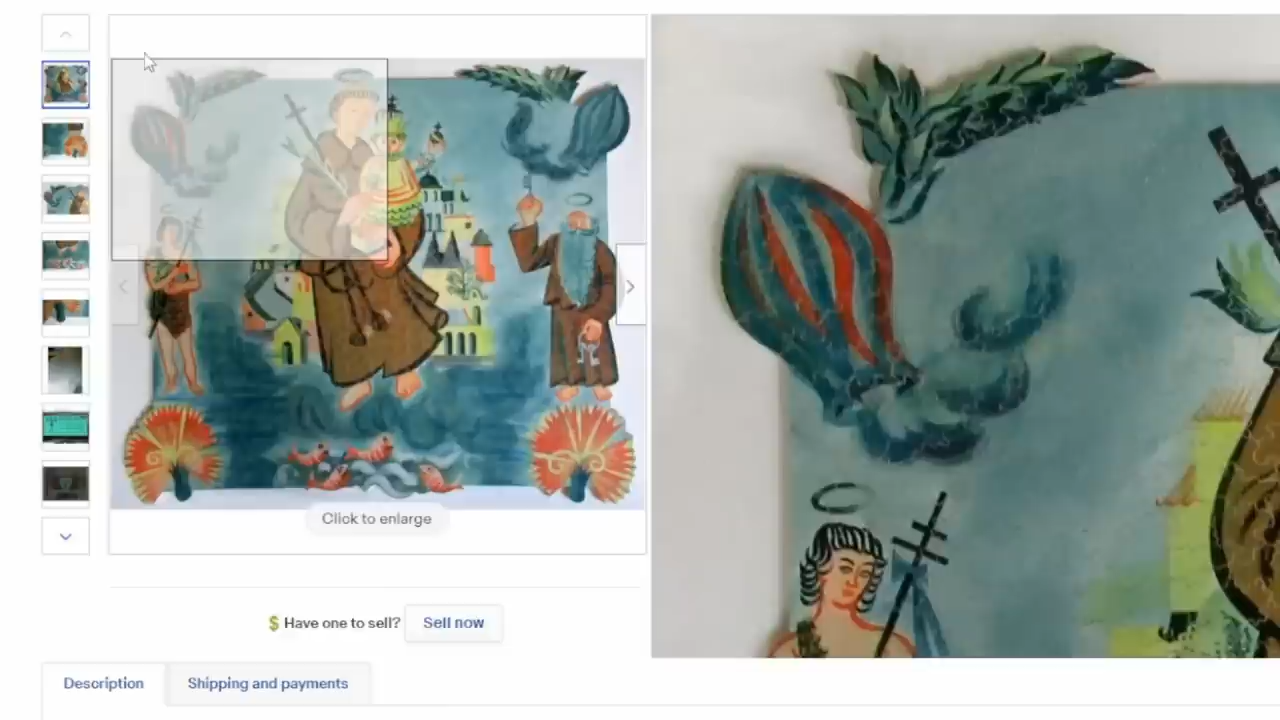 Click to enlarge
$ Have one to sell? Sell now
Description
Shipping and payments